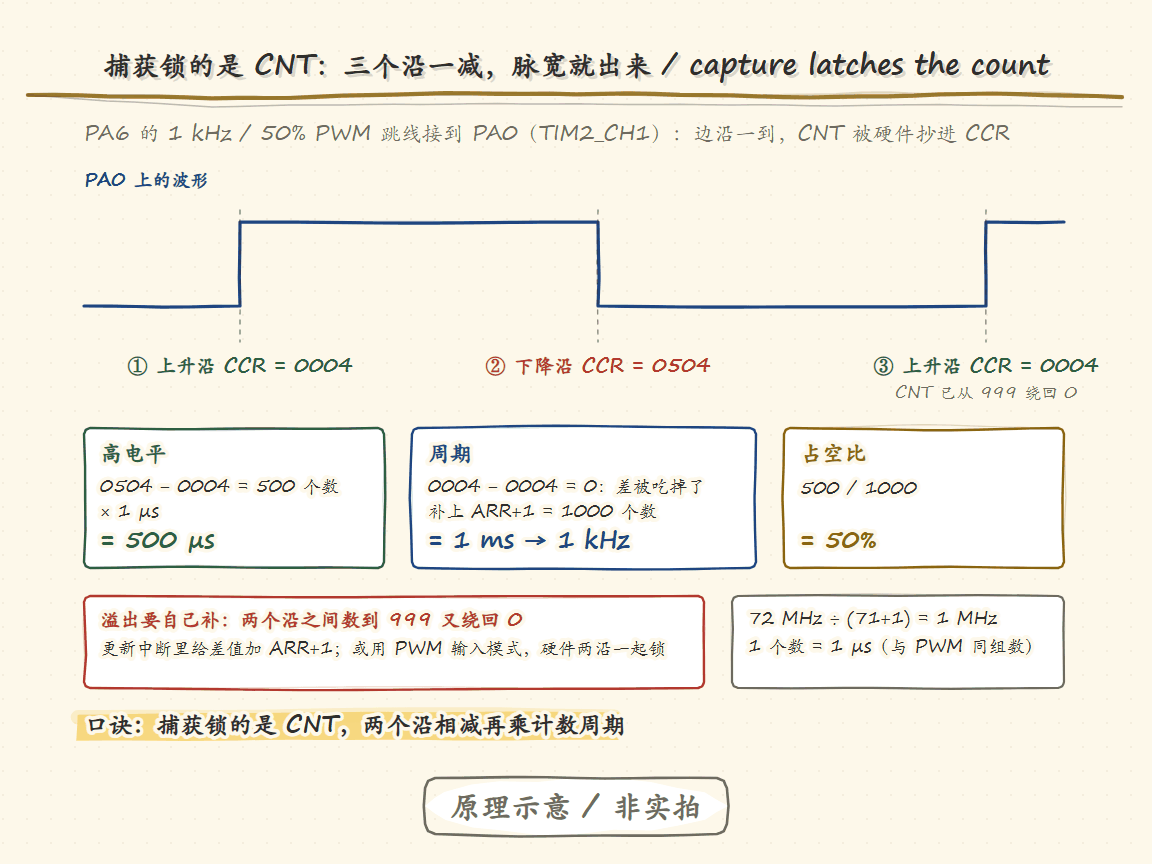 捕获锁的是 CNT：三个沿一减，脉宽就出来 / capture latches the count
PA6 的 1 kHz / 50% PWM 跳线接到 PA0（TIM2_CH1）：边沿一到，CNT 被硬件抄进 CCR
PA0 上的波形
① 上升沿 CCR = 0004
② 下降沿 CCR = 0504
③ 上升沿 CCR = 0004
CNT 已从 999 绕回 0
高电平
0504 − 0004 = 500 个数
× 1 µs
= 500 µs
周期
0004 − 0004 = 0：差被吃掉了
补上 ARR+1 = 1000 个数
= 1 ms → 1 kHz
占空比
500 / 1000
= 50%
溢出要自己补：两个沿之间数到 999 又绕回 0
更新中断里给差值加 ARR+1；或用 PWM 输入模式，硬件两沿一起锁
72 MHz ÷ (71+1) = 1 MHz
1 个数 = 1 µs（与 PWM 同组数）
口诀：捕获锁的是 CNT，两个沿相减再乘计数周期
原理示意 / 非实拍